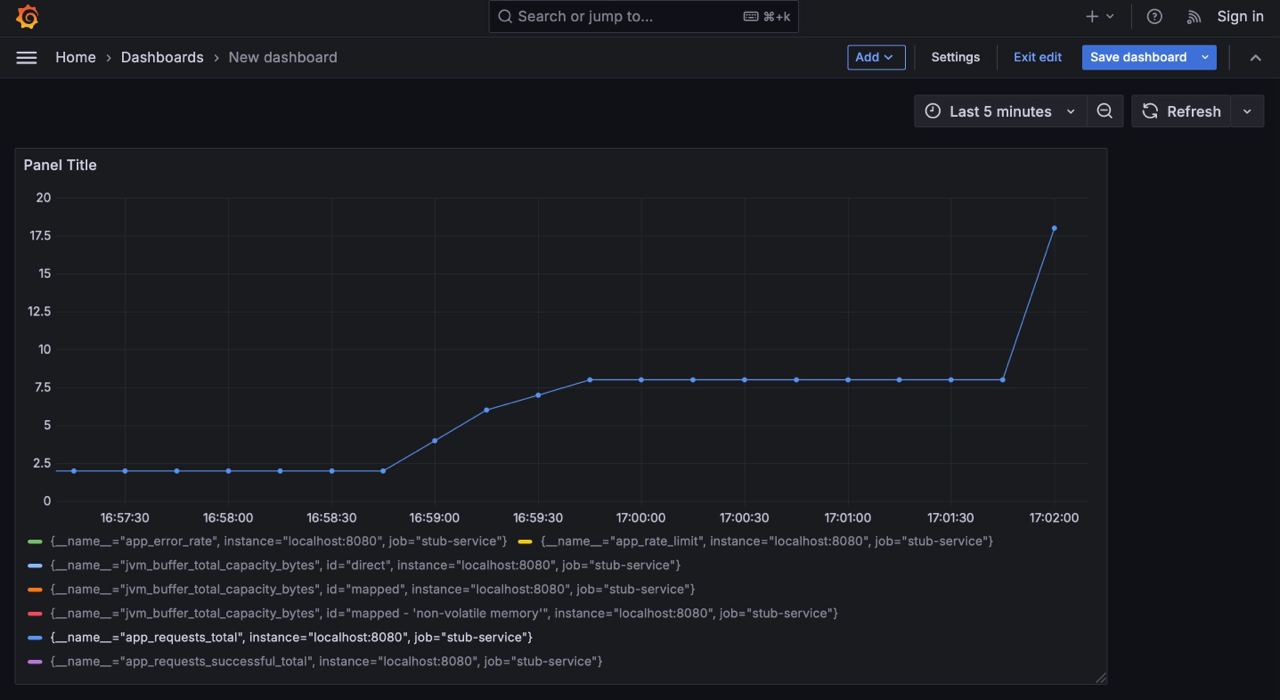 Search or jump to... ⌘+k Sign in
Home › Dashboards › New dashboard Add Settings Exit edit Save dashboard
Last 5 minutes Refresh
Panel Title
20
17.5
15
12.5
10
7.5
5
2.5
0
16:57:30 16:58:00 16:58:30 16:59:00 16:59:30 17:00:00 17:00:30 17:01:00 17:01:30 17:02:00
{__name__="app_error_rate", instance="localhost:8080", job="stub-service"} {__name__="app_rate_limit", instance="localhost:8080", job="stub-service"}
{__name__="jvm_buffer_total_capacity_bytes", id="direct", instance="localhost:8080", job="stub-service"}
{__name__="jvm_buffer_total_capacity_bytes", id="mapped", instance="localhost:8080", job="stub-service"}
{__name__="jvm_buffer_total_capacity_bytes", id="mapped - 'non-volatile memory'", instance="localhost:8080", job="stub-service"}
{__name__="app_requests_total", instance="localhost:8080", job="stub-service"}
{__name__="app_requests_successful_total", instance="localhost:8080", job="stub-service"}